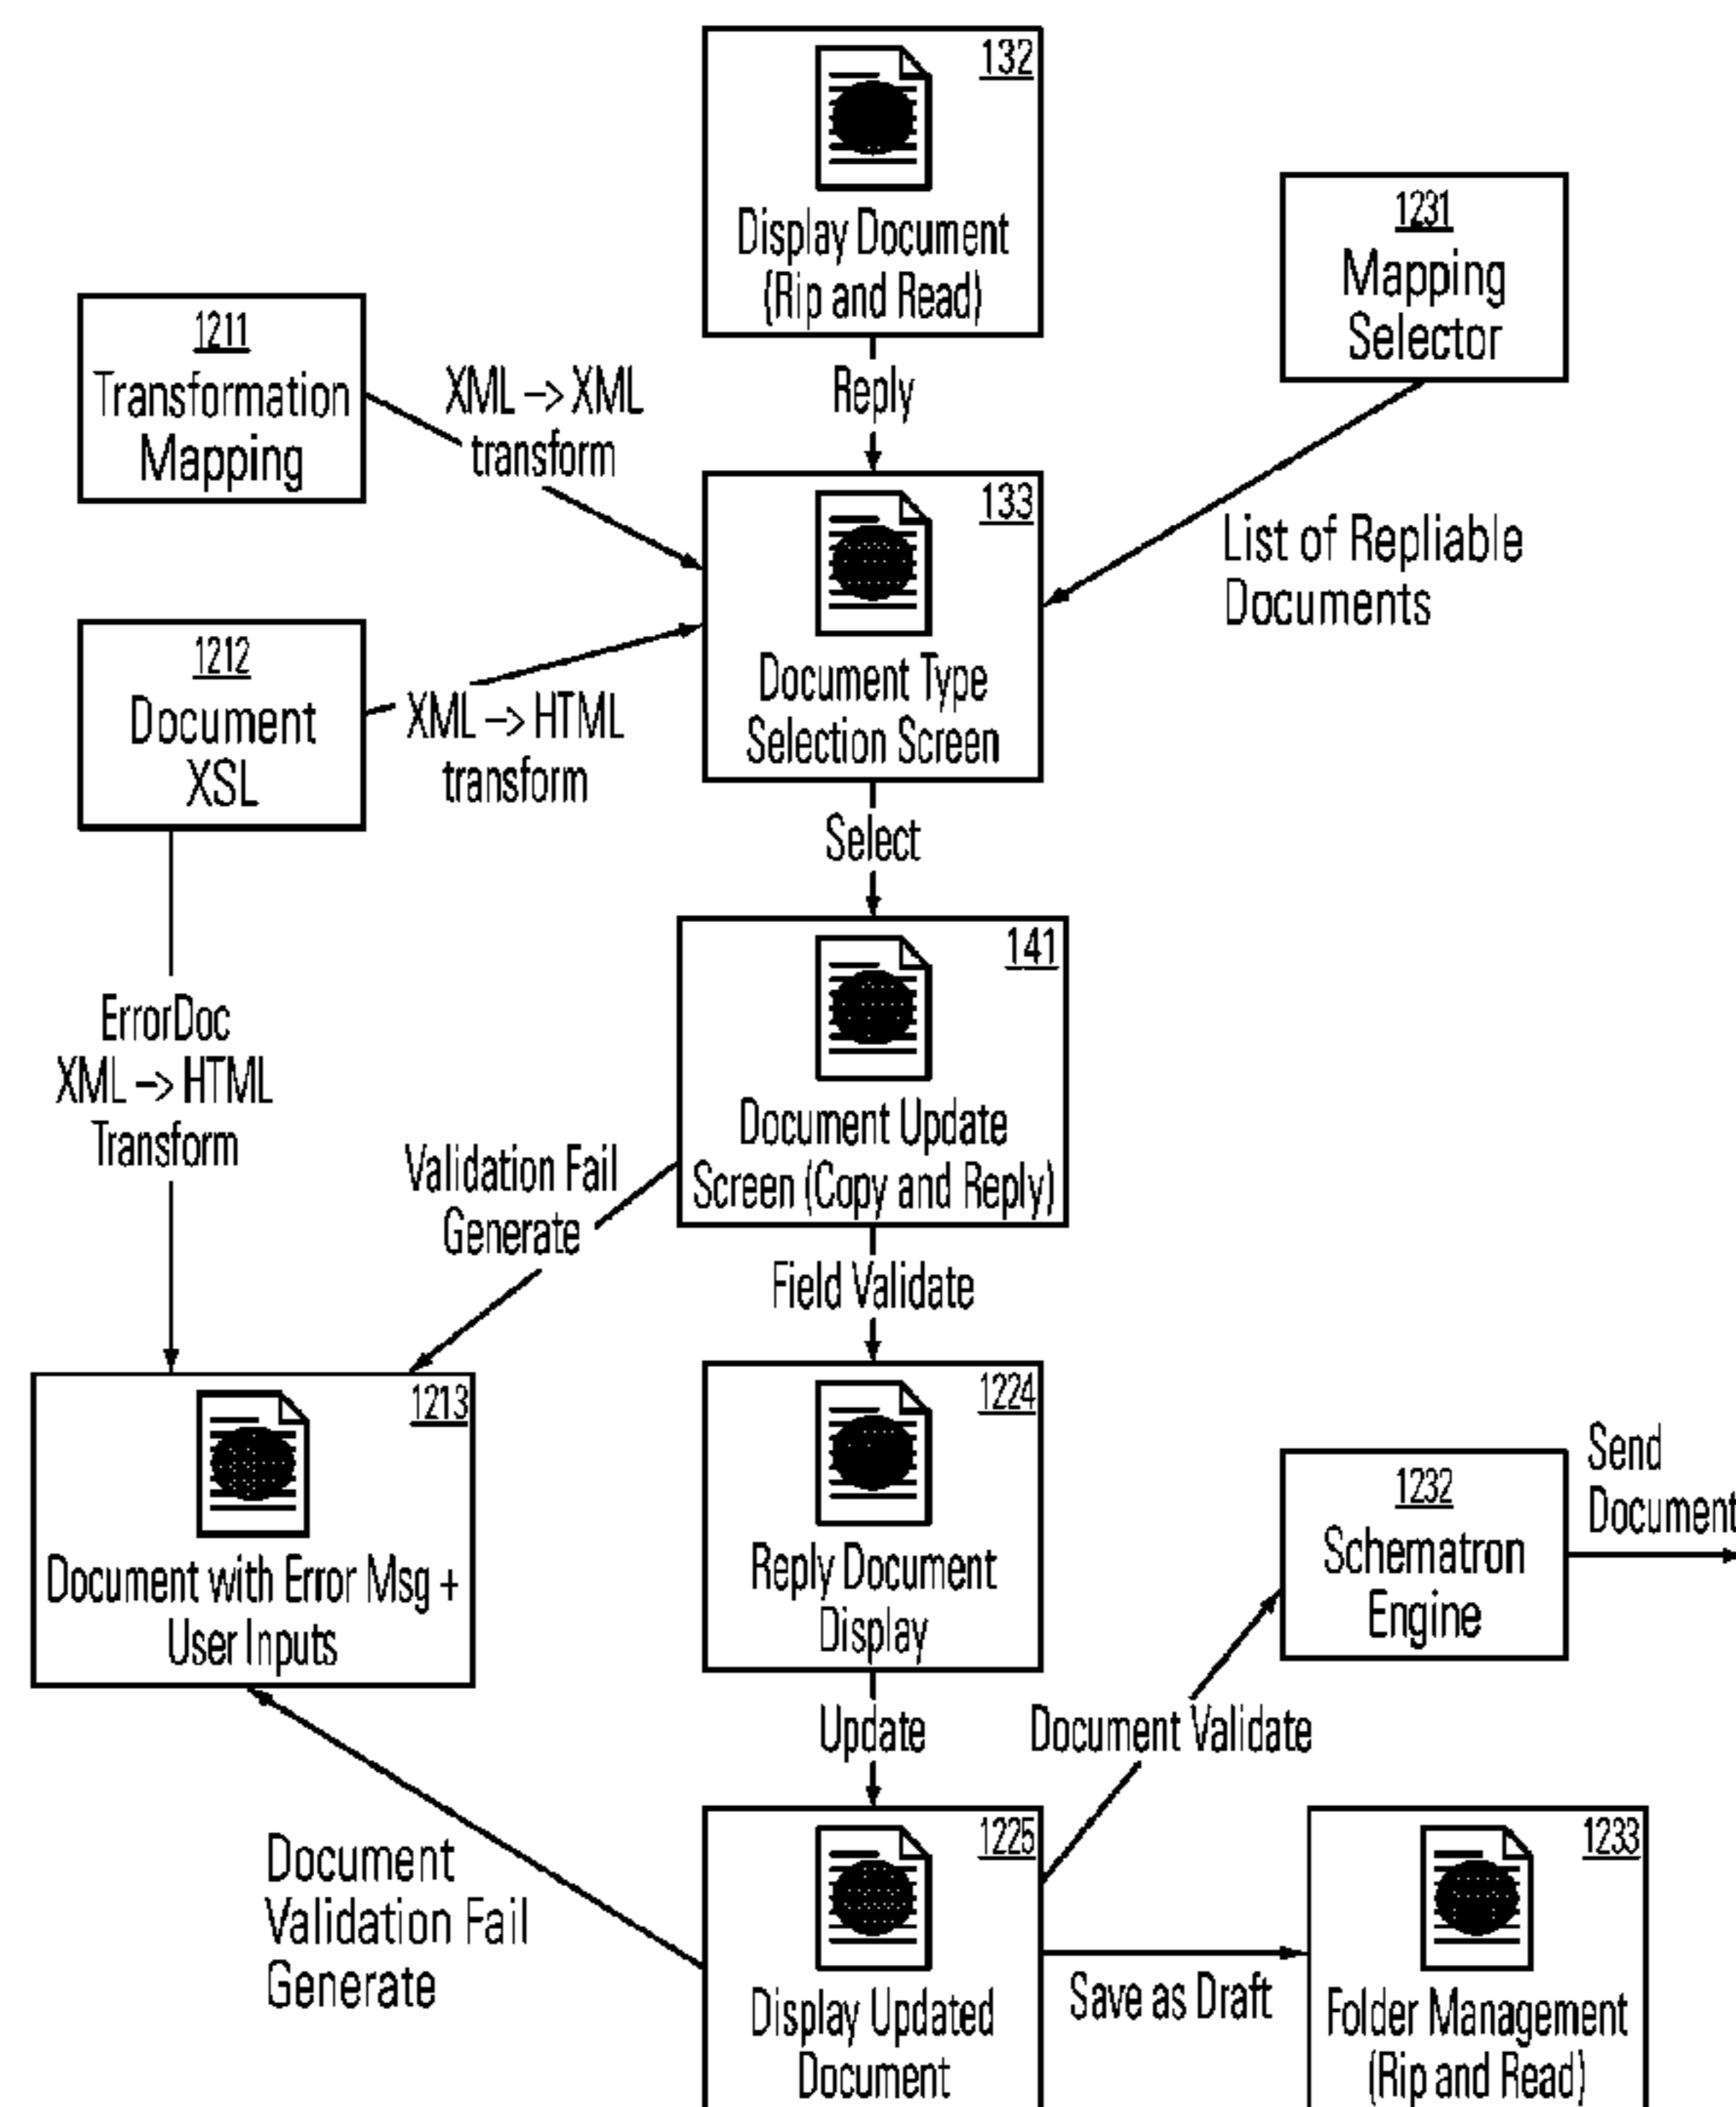 132
Display Document
(Rip and Read)
1231
Mapping
Selector
1211
Transformation
Mapping
XML –> XML
transform
Reply
133
Document Type
Selection Screen
List of Repliable
Documents
1212
Document
XSL
XML –> HTML
transform
Select
141
Document Update
Screen (Copy and Reply)
ErrorDoc
XML –> HTML
Transform
Validation Fail
Generate
Field Validate
1213
Document with Error Msg +
User Inputs
1224
Reply Document
Display
1232
Schematron
Engine
Send
Document
Update
Document Validate
Document
Validation Fail
Generate
1225
Display Updated
Document
Save as Draft
1233
Folder Management
(Rip and Read)